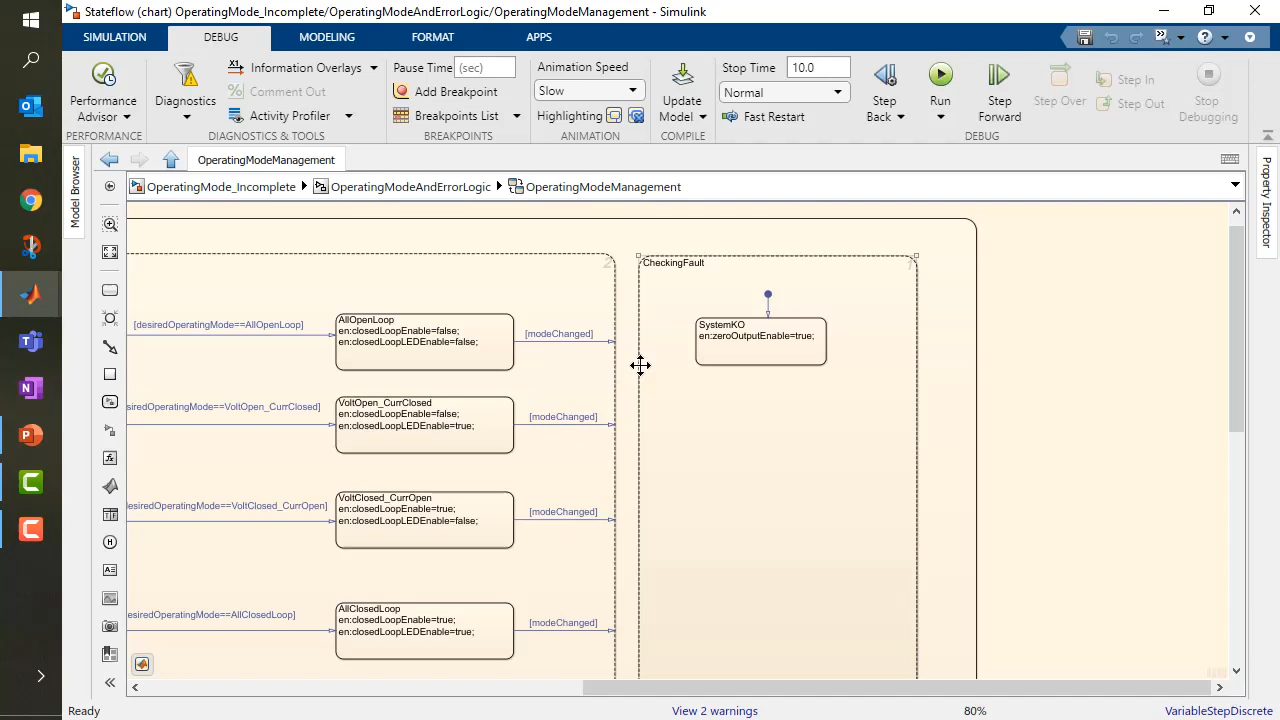 Stateflow (chart) OperatingMode_Incomplete/OperatingModeAndErrorLogic/OperatingModeManagement - Simulink
SIMULATION DEBUG MODELING FORMAT APPS
Performance Advisor
PERFORMANCE
Diagnostics
Information Overlays
Comment Out
Activity Profiler
DIAGNOSTICS & TOOLS
Pause Time (sec)
Add Breakpoint
Breakpoints List
BREAKPOINTS
Animation Speed
Slow
Highlighting
ANIMATION
Update Model
COMPILE
Stop Time 10.0
Normal
Fast Restart
Step Back
Run
Step Forward
Step Over
Step In
Step Out
Stop Debugging
DEBUG
Model Browser
OperatingModeManagement
OperatingMode_Incomplete OperatingModeAndErrorLogic OperatingModeManagement
Property Inspector
2
CheckingFault
1
[desiredOperatingMode==AllOpenLoop]
AllOpenLoop
en:closedLoopEnable=false;
en:closedLoopLEDEnable=false;
[modeChanged]
SystemKO
en:zeroOutputEnable=true;
esiredOperatingMode==VoltOpen_CurrClosed]
VoltOpen_CurrClosed
en:closedLoopEnable=false;
en:closedLoopLEDEnable=true;
[modeChanged]
esiredOperatingMode==VoltClosed_CurrOpen]
VoltClosed_CurrOpen
en:closedLoopEnable=true;
en:closedLoopLEDEnable=false;
[modeChanged]
esiredOperatingMode==AllClosedLoop]
AllClosedLoop
en:closedLoopEnable=true;
en:closedLoopLEDEnable=true;
[modeChanged]
Ready
View 2 warnings
80%
VariableStepDiscrete